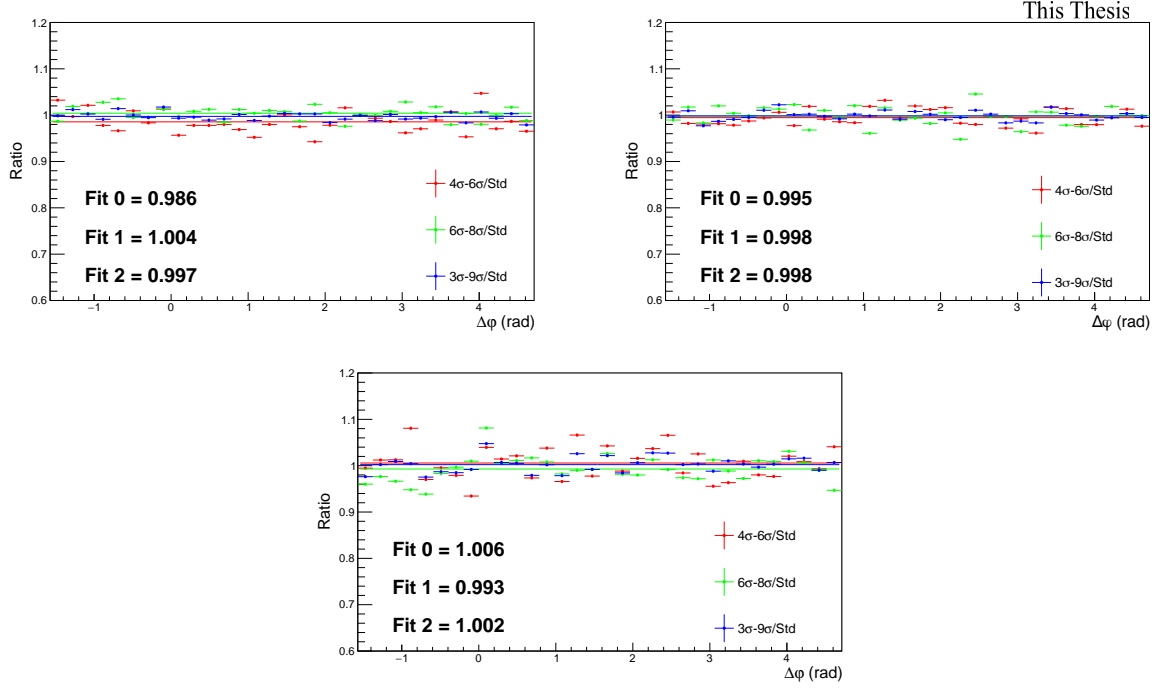 This Thesis
Ratio
1.2
1.1
1
0.9
0.8
0.7
0.6
Fit 0 = 0.986
Fit 1 = 1.004
Fit 2 = 0.997
4σ-6σ/Std
6σ-8σ/Std
3σ-9σ/Std
−1 0 1 2 3 4
Δφ (rad)
Ratio
1.2
1.1
1
0.9
0.8
0.7
0.6
Fit 0 = 0.995
Fit 1 = 0.998
Fit 2 = 0.998
4σ-6σ/Std
6σ-8σ/Std
3σ-9σ/Std
−1 0 1 2 3 4
Δφ (rad)
Ratio
1.2
1.1
1
0.9
0.8
0.7
0.6
Fit 0 = 1.006
Fit 1 = 0.993
Fit 2 = 1.002
4σ-6σ/Std
6σ-8σ/Std
3σ-9σ/Std
−1 0 1 2 3 4
Δφ (rad)